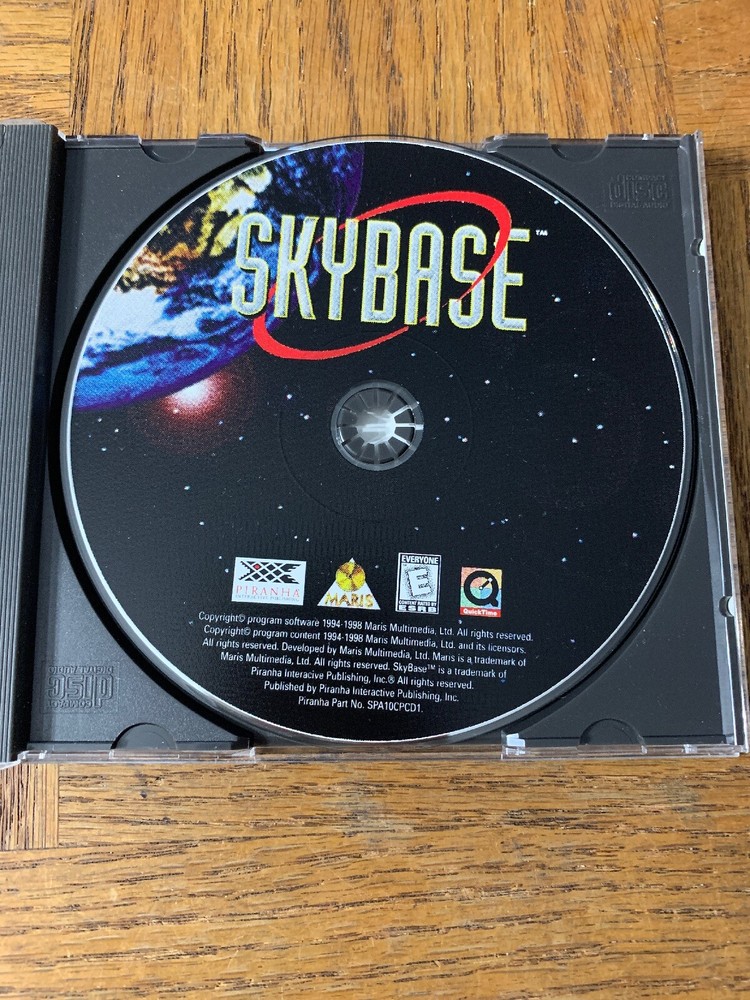 COMPACT
disc
DIGITAL AUDIO
SKYBASE™
PIRANHA
INTERACTIVE PUBLISHING
MARIS
EVERYONE
E
CONTENT RATED BY
ESRB
QuickTime
Copyright© program software 1994-1998 Maris Multimedia, Ltd. All rights reserved.
Copyright© program content 1994-1998 Maris Multimedia, Ltd. and its licensors.
All rights reserved. Developed by Maris Multimedia, Ltd. Maris is a trademark of
Maris Multimedia, Ltd. All rights reserved. SkyBase™ is a trademark of
Piranha Interacive Publishing, Inc.® All rights reserved.
Published by Piranha Interactive Publishing, Inc.
Piranha Part No. SPA10CPCD1.
COMPACT
disc
DIGITAL AUDIO